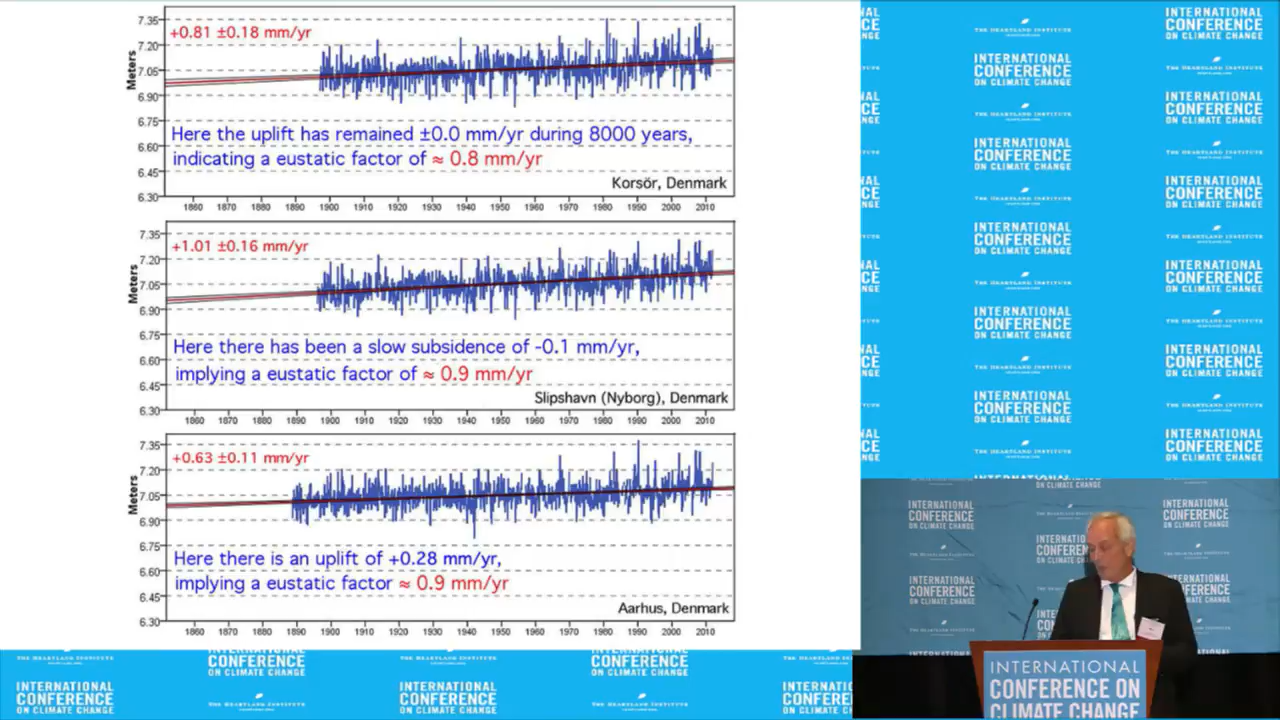 7.35
7.20
7.05
6.90
6.75
6.60
6.45
6.30
Meters
+0.81 ±0.18 mm/yr
Here the uplift has remained ±0.0 mm/yr during 8000 years,
indicating a eustatic factor of ≈ 0.8 mm/yr
Korsör, Denmark
1860 1870 1880 1890 1900 1910 1920 1930 1940 1950 1960 1970 1980 1990 2000 2010
7.35
7.20
7.05
6.90
6.75
6.60
6.45
6.30
Meters
+1.01 ±0.16 mm/yr
Here there has been a slow subsidence of -0.1 mm/yr,
implying a eustatic factor of ≈ 0.9 mm/yr
Slipshavn (Nyborg), Denmark
1860 1870 1880 1890 1900 1910 1920 1930 1940 1950 1960 1970 1980 1990 2000 2010
7.35
7.20
7.05
6.90
6.75
6.60
6.45
6.30
Meters
+0.63 ±0.11 mm/yr
Here there is an uplift of +0.28 mm/yr,
implying a eustatic factor ≈ 0.9 mm/yr
Aarhus, Denmark
1860 1870 1880 1890 1900 1910 1920 1930 1940 1950 1960 1970 1980 1990 2000 2010
THE HEARTLAND INSTITUTE
INTERNATIONAL
CONFERENCE
ON CLIMATE CHANGE
INTERNATIONAL
CONFERENCE ON
CLIMATE CHANGE